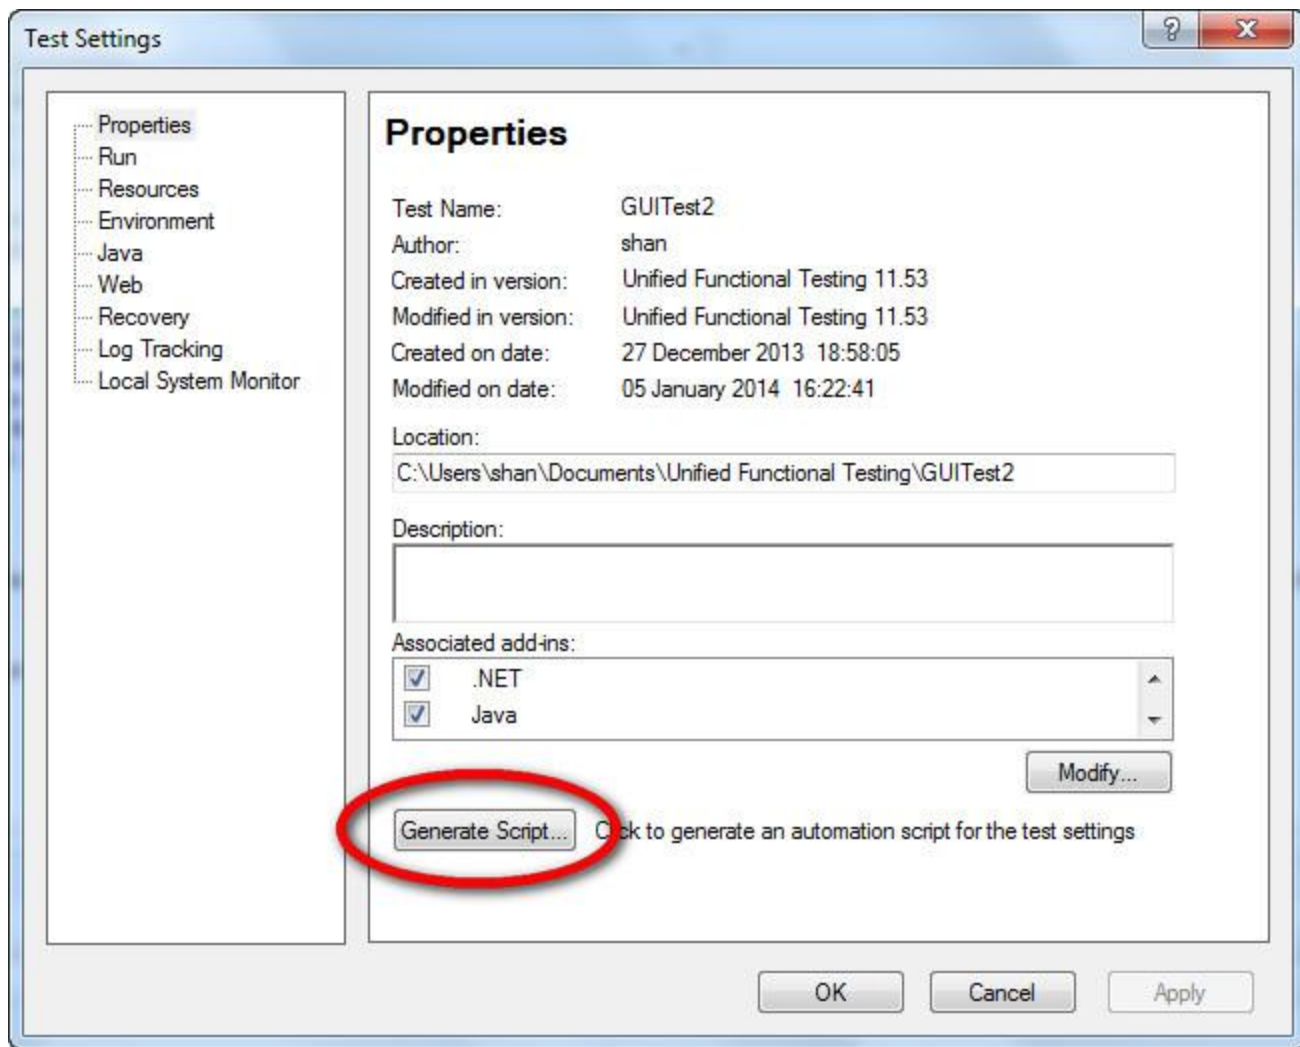 Test Settings
Properties
Run
Resources
Environment
Java
Web
Recovery
Log Tracking
Local System Monitor
Properties
Test Name: GUITest2
Author: shan
Created in version: Unified Functional Testing 11.53
Modified in version: Unified Functional Testing 11.53
Created on date: 27 December 2013 18:58:05
Modified on date: 05 January 2014 16:22:41
Location:
C:\Users\shan\Documents\Unified Functional Testing\GUITest2
Description:
Associated add-ins:
.NET
Java
Modify...
Generate Script... Click to generate an automation script for the test settings
OK Cancel Apply